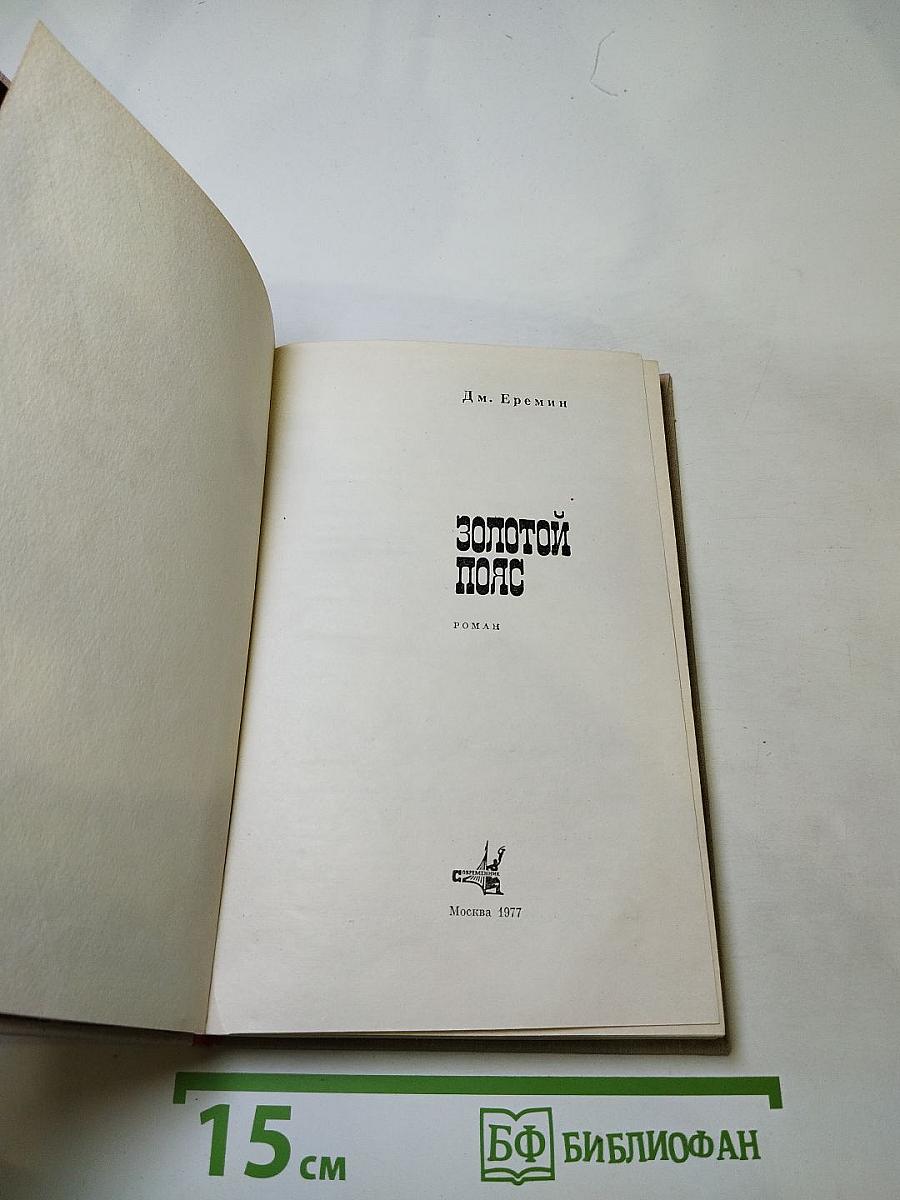 Дм. Еремин
ЗОЛОТОЙ
ПОЯС
РОМАН
СОВРЕМЕННИК
Москва 1977
15 см
БФ БИБЛИОФАН